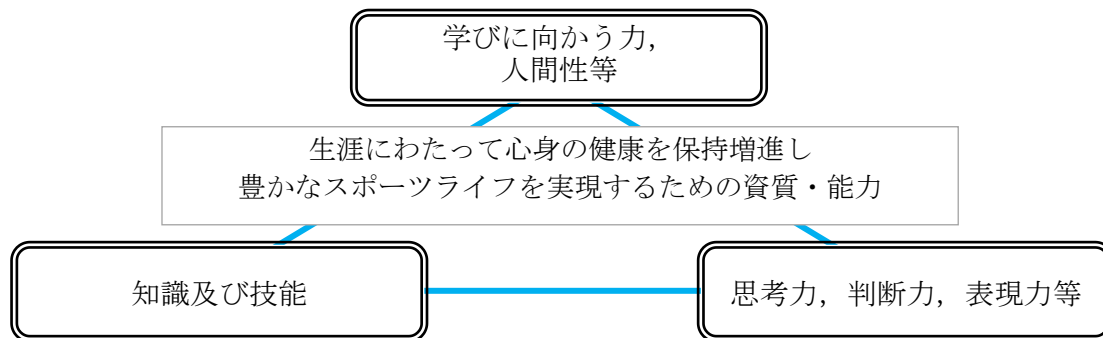 学びに向かう力，
人間性等
生涯にわたって心身の健康を保持増進し
豊かなスポーツライフを実現するための資質・能力
知識及び技能
思考力，判断力，表現力等